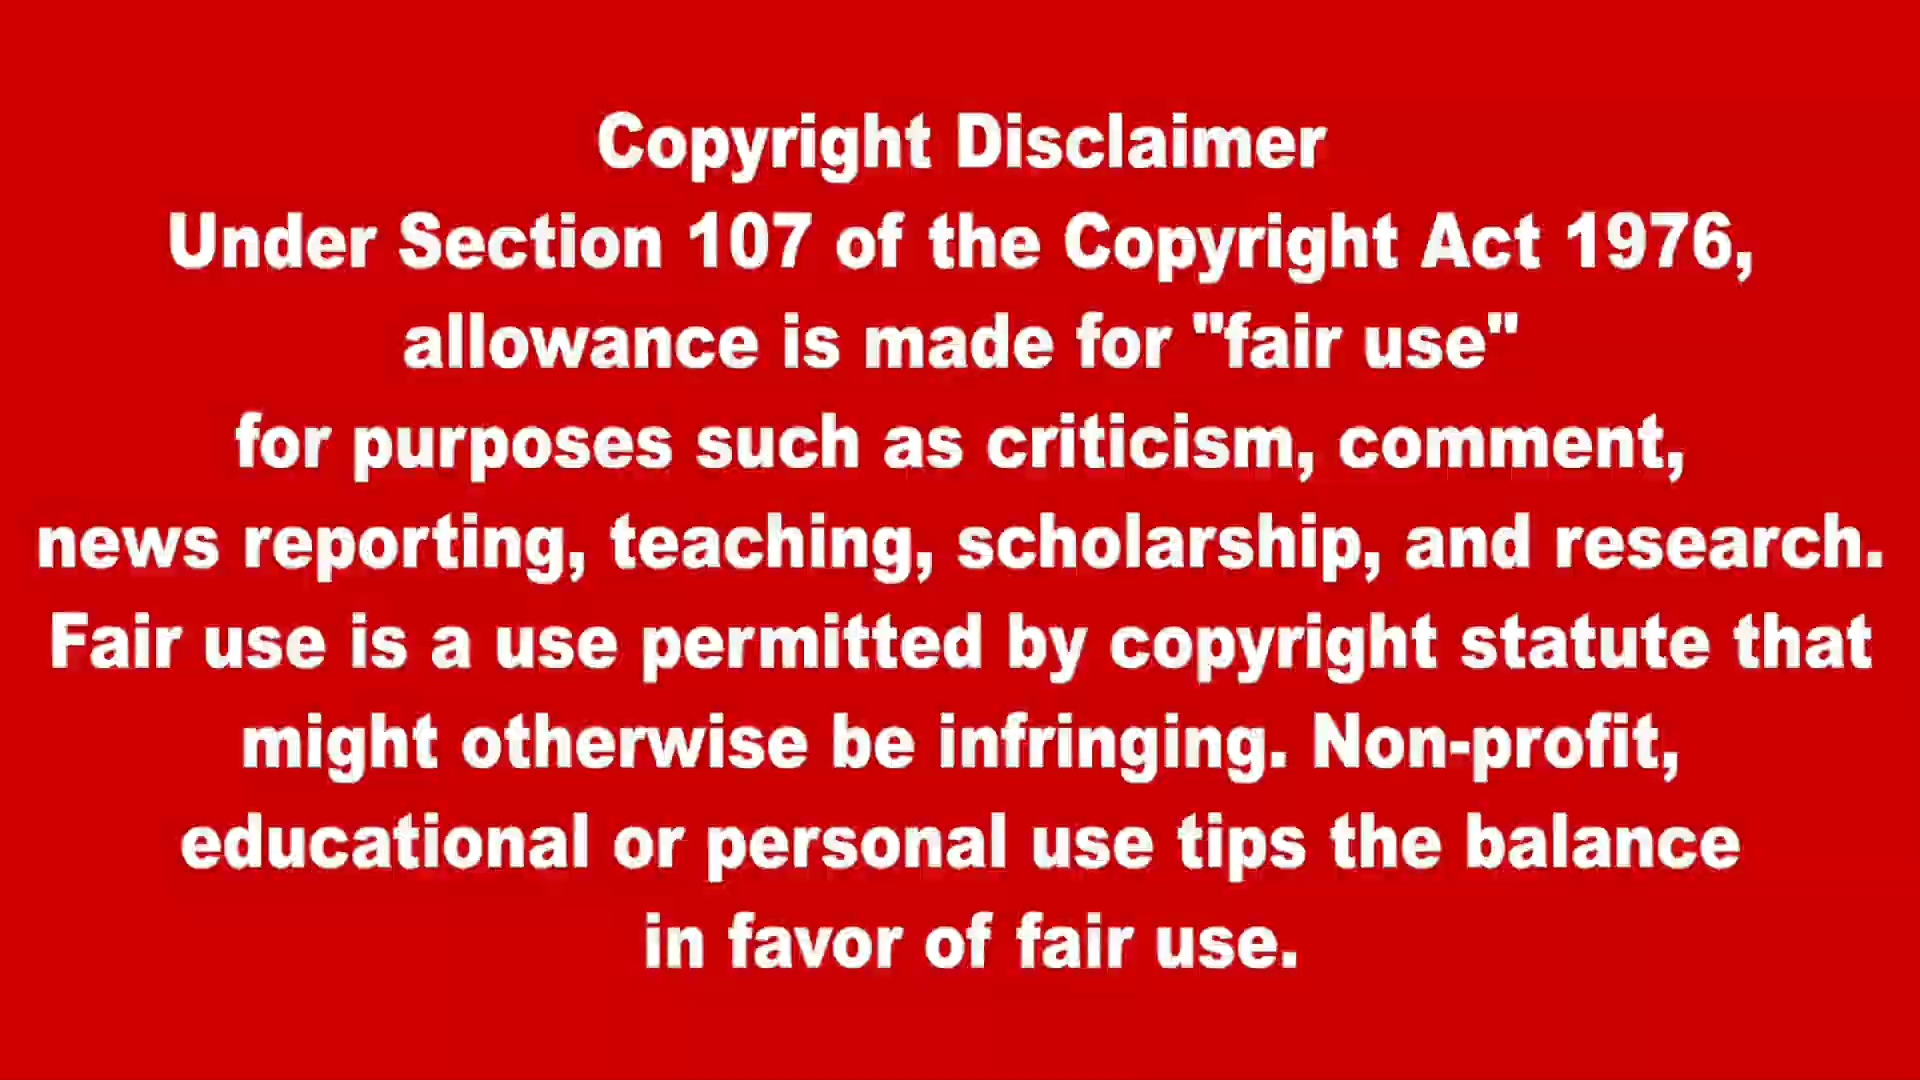 Copyright Disclaimer
Under Section 107 of the Copyright Act 1976,
allowance is made for "fair use"
for purposes such as criticism, comment,
news reporting, teaching, scholarship, and research.
Fair use is a use permitted by copyright statute that
might otherwise be infringing. Non-profit,
educational or personal use tips the balance
in favor of fair use.